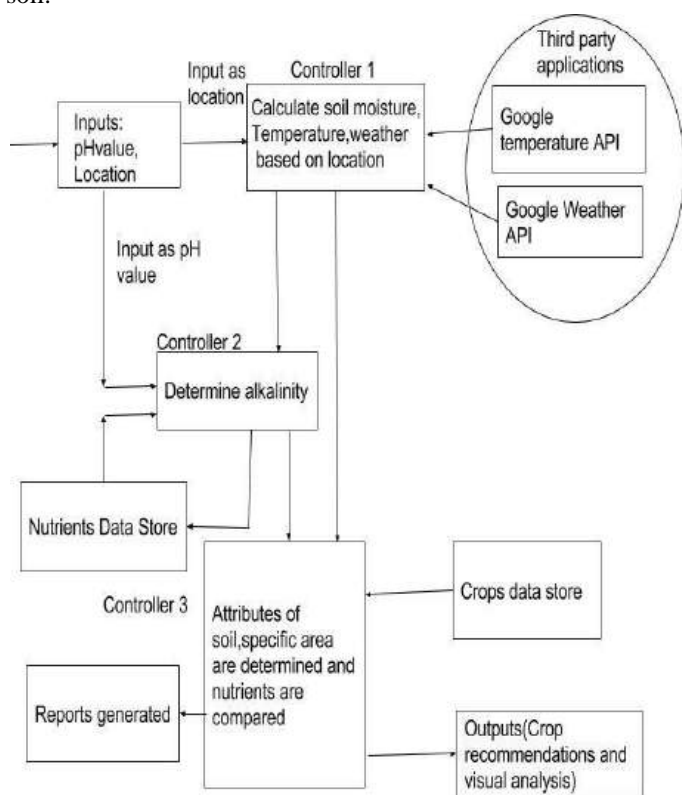 soil.
Third party
applications
Controller 1
Input as
location
Inputs:
pHvalue,
Location
Calculate soil moisture,
Temperature,weather
based on location
Google
temperature API
Google Weather
API
Input as pH
value
Controller 2
Determine alkalinity
Nutrients Data Store
Controller 3
Attributes of
soil,specific area
are determined and
nutrients are
compared
Crops data store
Reports generated
Outputs(Crop
recommendations and
visual analysis)